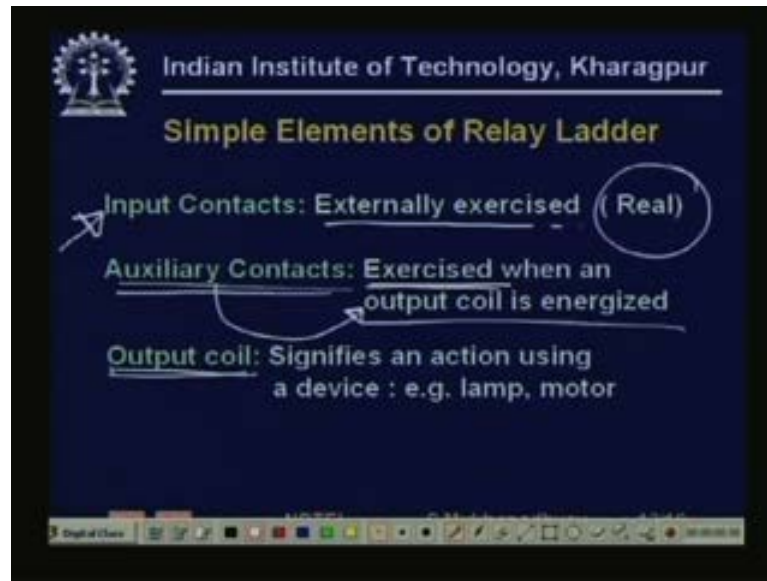 Indian Institute of Technology, Kharagpur
Simple Elements of Relay Ladder
Input Contacts: Externally exercised (Real)
Auxiliary Contacts: Exercised when an
output coil is energized
Output coil: Signifies an action using
a device : e.g. lamp, motor